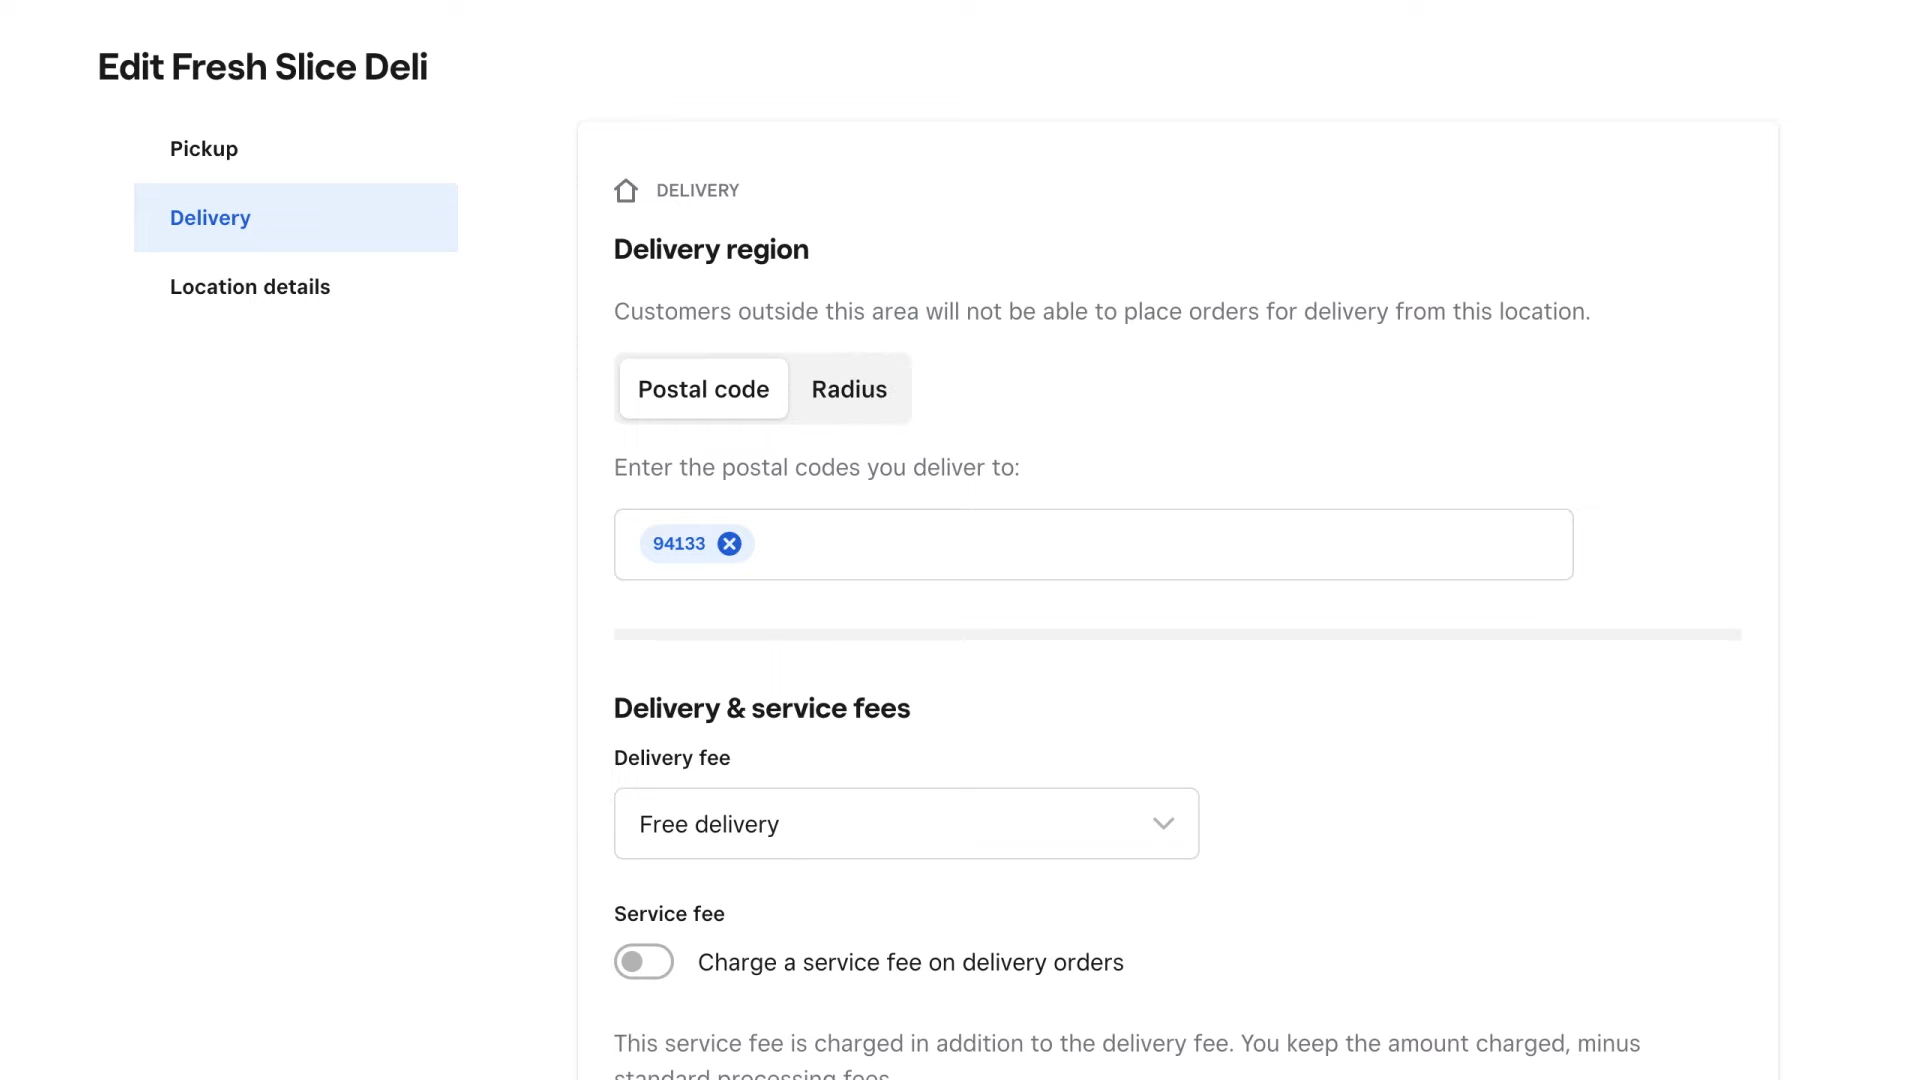 Edit Fresh Slice Deli
Pickup
Delivery
Location details
DELIVERY
Delivery region
Customers outside this area will not be able to place orders for delivery from this location.
Postal code
Radius
Enter the postal codes you deliver to:
94133
Delivery & service fees
Delivery fee
Free delivery
Service fee
Charge a service fee on delivery orders
This service fee is charged in addition to the delivery fee. You keep the amount charged, minus
standard processing fees.